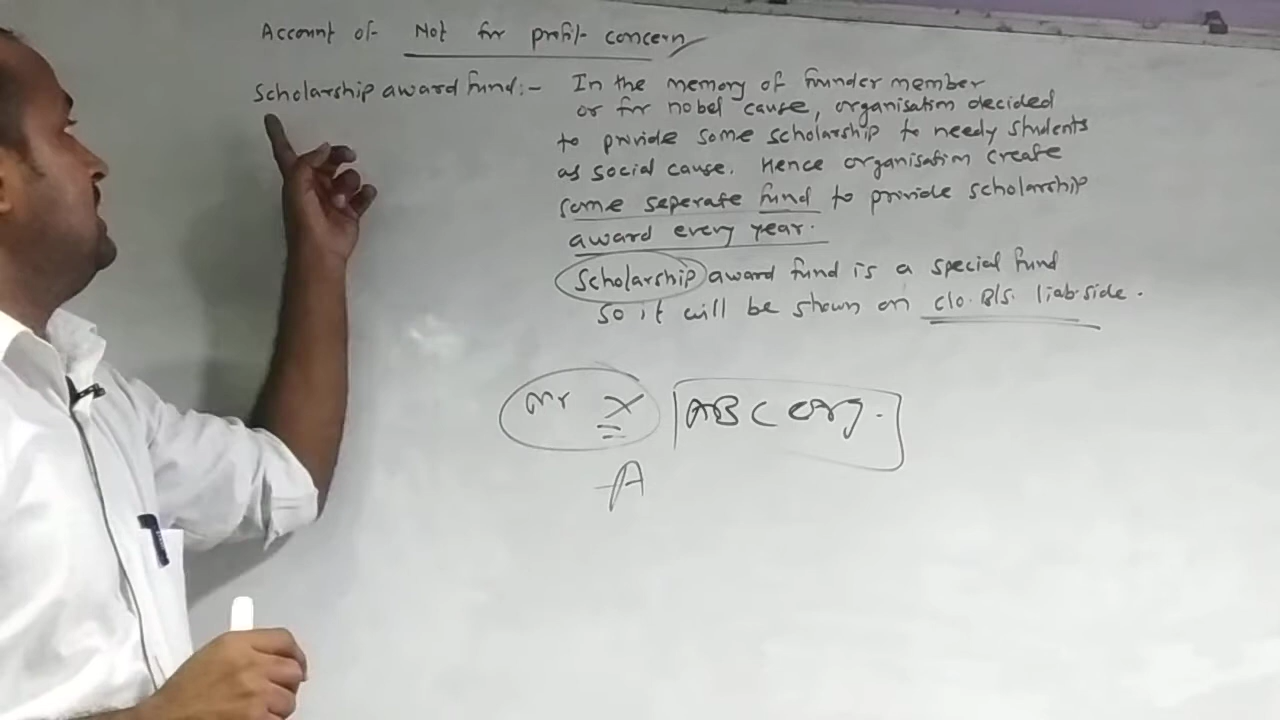 Account of Not for profit concern
Scholarship award fund:- In the memory of funder member
or for nobel cause, organisation decided
to provide some scholarship to needy students
as social cause. Hence organisation create
some seperate fund to provide scholarship
award every year.
Scholarship award fund is a special fund
so it will be shown on clo. B/s. liab. side.
Mr X ABC org.
A